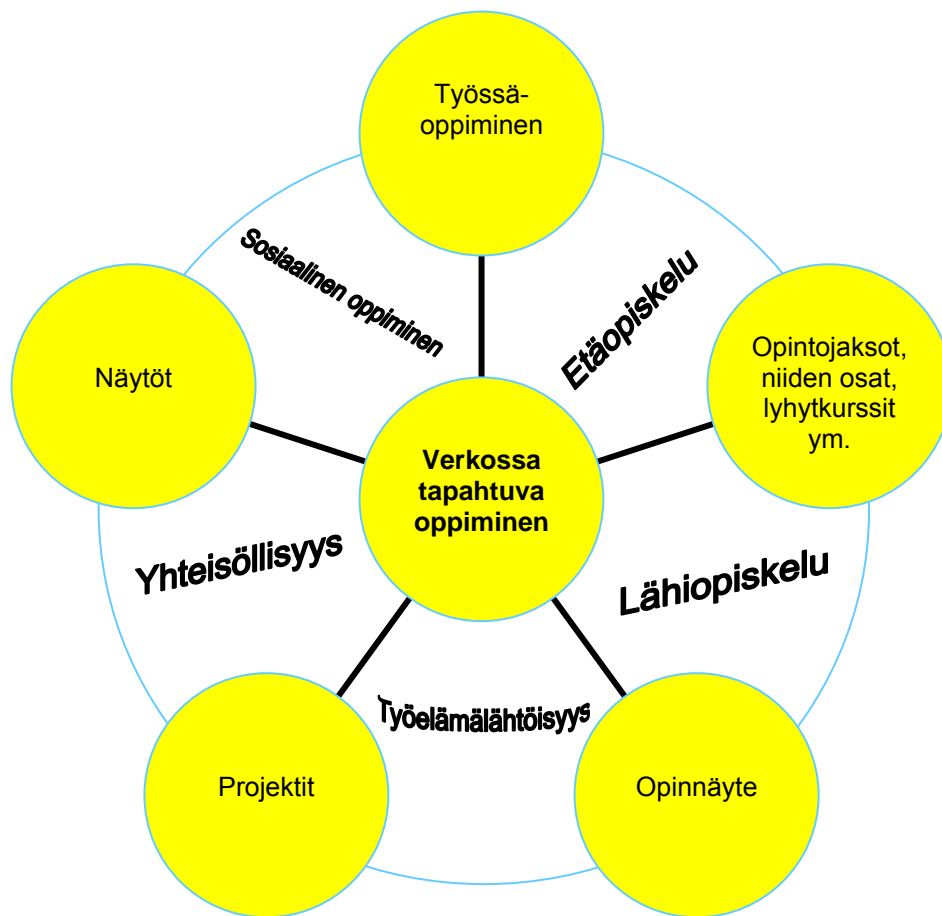 Työssä-
oppiminen
Sosiaalinen oppiminen
Etäopiskelu
Näytöt
Opintojaksot,
niiden osat,
lyhytkurssit
ym.
Verkossa
tapahtuva
oppiminen
Yhteisöllisyys
Lähiopiskelu
Työelämälähtöisyys
Projektit
Opinnäyte